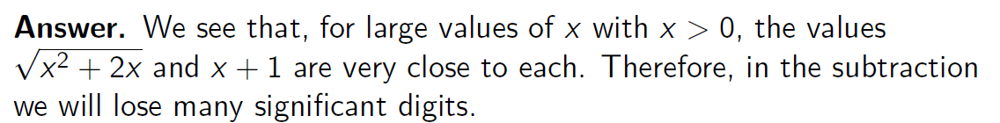 Answer. We see that, for large values of x with x > 0, the values
√x² + 2x and x + 1 are very close to each. Therefore, in the subtraction
we will lose many significant digits.